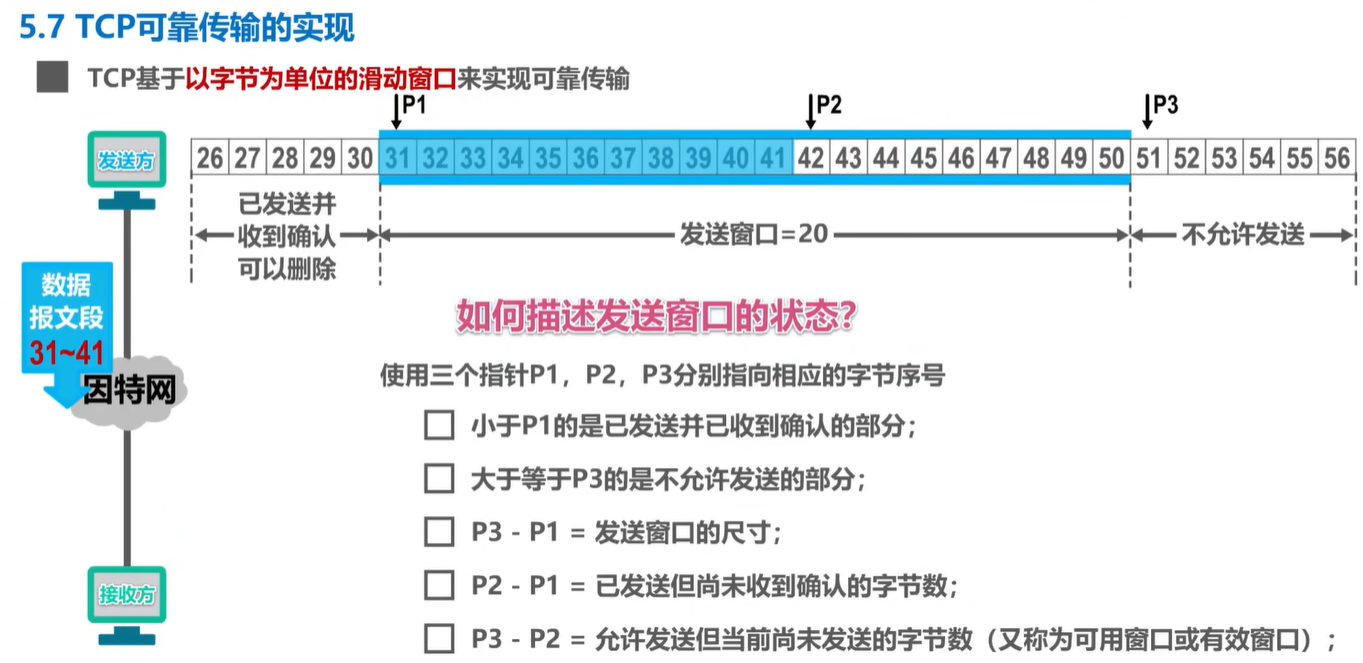 5.7 TCP可靠传输的实现
TCP基于以字节为单位的滑动窗口来实现可靠传输
P1 P2 P3
发送方
26 27 28 29 30 31 32 33 34 35 36 37 38 39 40 41 42 43 44 45 46 47 48 49 50 51 52 53 54 55 56
已发送并
收到确认
可以删除
发送窗口=20
不允许发送
数据
报文段
31~41
因特网
接收方
如何描述发送窗口的状态?
使用三个指针P1，P2，P3分别指向相应的字节序号
小于P1的是已发送并已收到确认的部分；
大于等于P3的是不允许发送的部分；
P3 - P1 = 发送窗口的尺寸；
P2 - P1 = 已发送但尚未收到确认的字节数；
P3 - P2 = 允许发送但当前尚未发送的字节数（又称为可用窗口或有效窗口）；